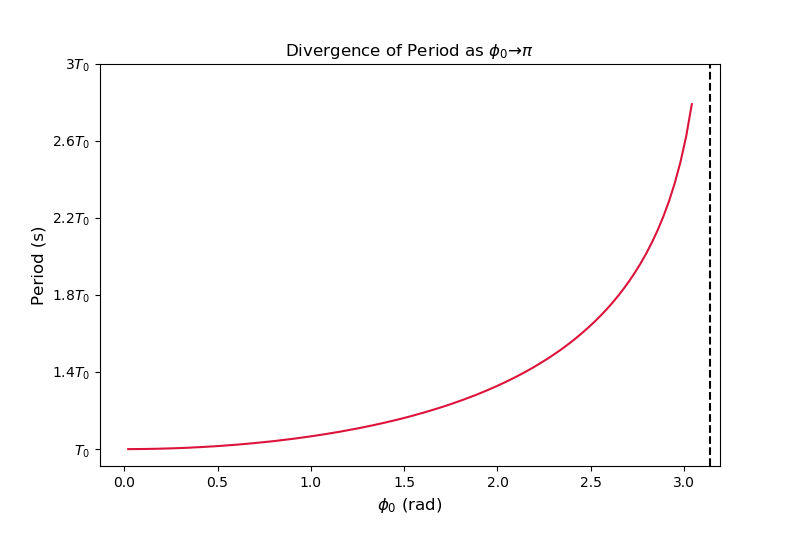 Divergence of Period as ϕ₀→π
3T₀
2.6T₀
2.2T₀
1.8T₀
1.4T₀
T₀
Period (s)
0.0 0.5 1.0 1.5 2.0 2.5 3.0
ϕ₀ (rad)